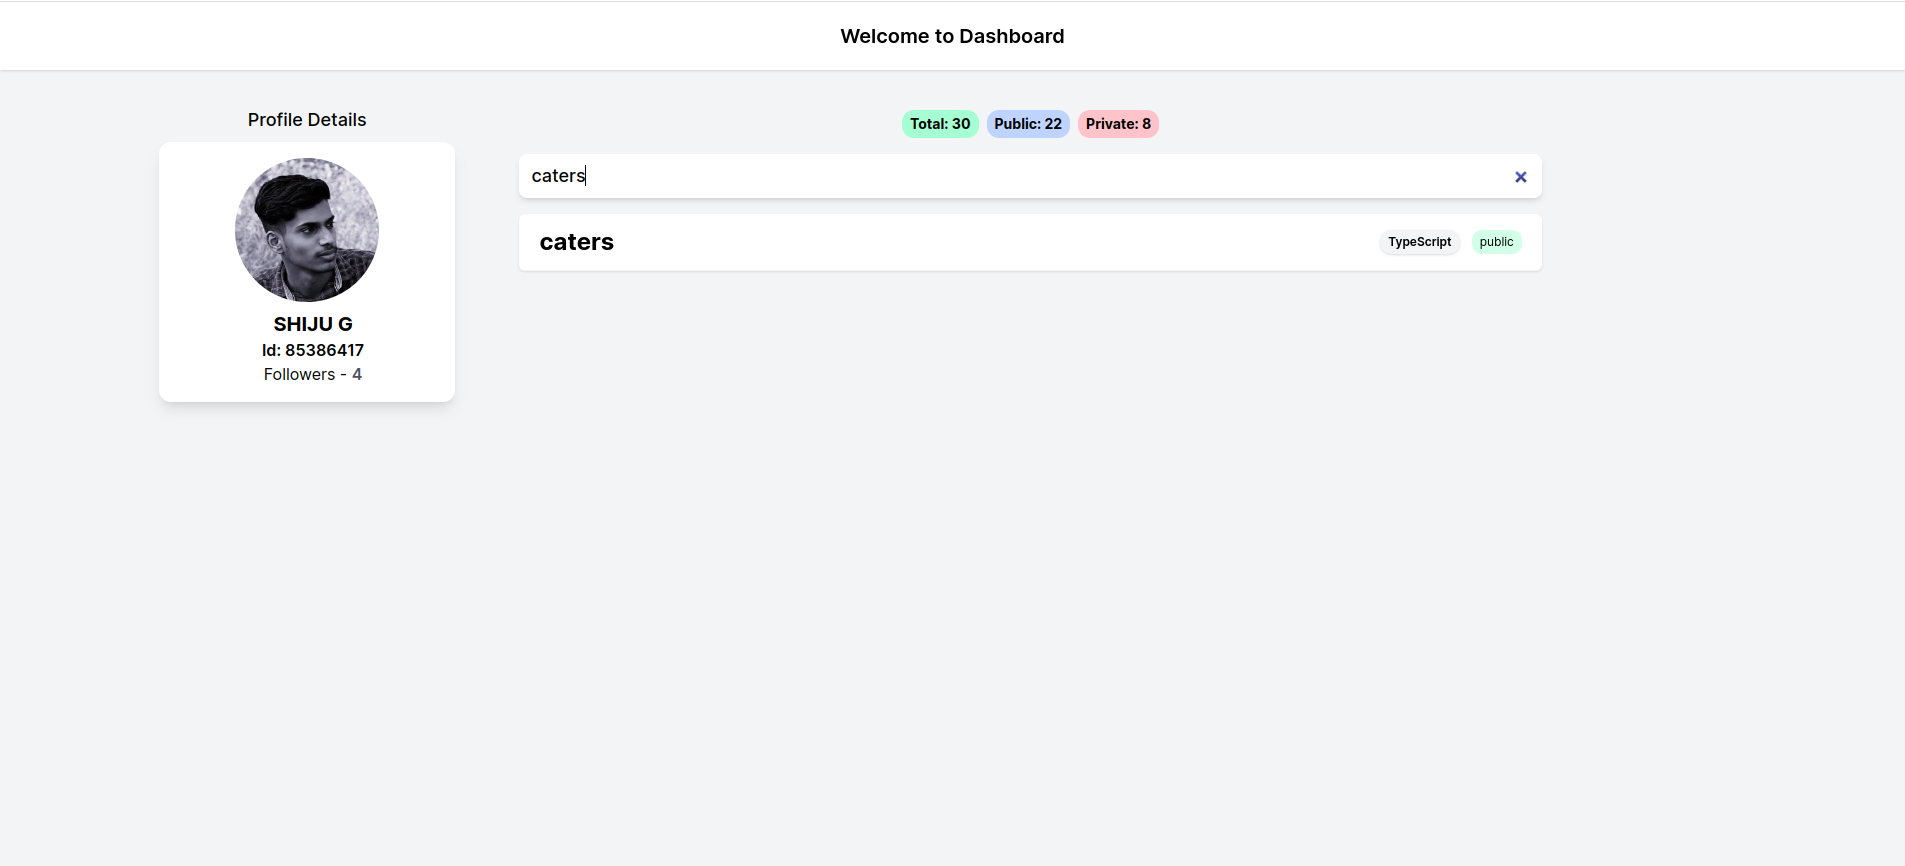 Welcome to Dashboard
Profile Details
SHIJU G
Id: 85386417
Followers - 4
Total: 30 Public: 22 Private: 8
caters
caters TypeScript public